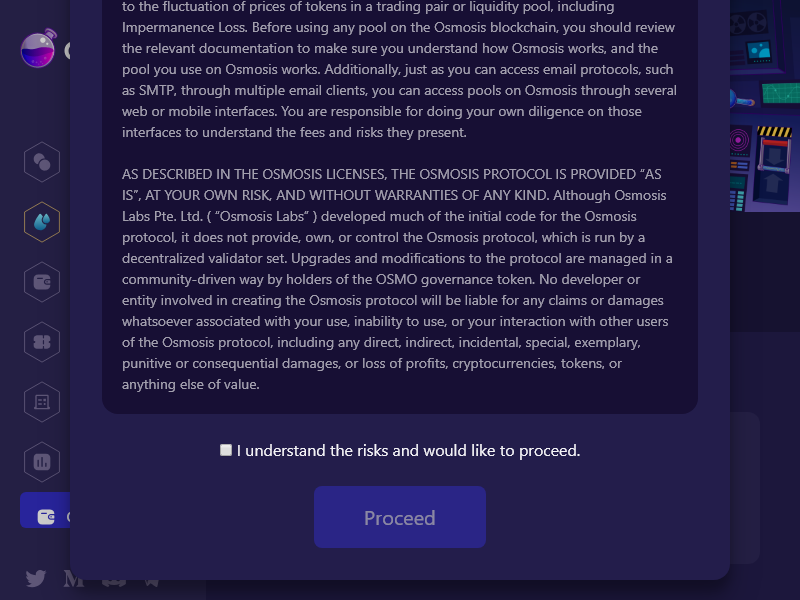 to the fluctuation of prices of tokens in a trading pair or liquidity pool, including
Impermanence Loss. Before using any pool on the Osmosis blockchain, you should review
the relevant documentation to make sure you understand how Osmosis works, and the
pool you use on Osmosis works. Additionally, just as you can access email protocols, such
as SMTP, through multiple email clients, you can access pools on Osmosis through several
web or mobile interfaces. You are responsible for doing your own diligence on those
interfaces to understand the fees and risks they present.
AS DESCRIBED IN THE OSMOSIS LICENSES, THE OSMOSIS PROTOCOL IS PROVIDED “AS
IS”, AT YOUR OWN RISK, AND WITHOUT WARRANTIES OF ANY KIND. Although Osmosis
Labs Pte. Ltd. ( “Osmosis Labs” ) developed much of the initial code for the Osmosis
protocol, it does not provide, own, or control the Osmosis protocol, which is run by a
decentralized validator set. Upgrades and modifications to the protocol are managed in a
community-driven way by holders of the OSMO governance token. No developer or
entity involved in creating the Osmosis protocol will be liable for any claims or damages
whatsoever associated with your use, inability to use, or your interaction with other users
of the Osmosis protocol, including any direct, indirect, incidental, special, exemplary,
punitive or consequential damages, or loss of profits, cryptocurrencies, tokens, or
anything else of value.
I understand the risks and would like to proceed.
Proceed